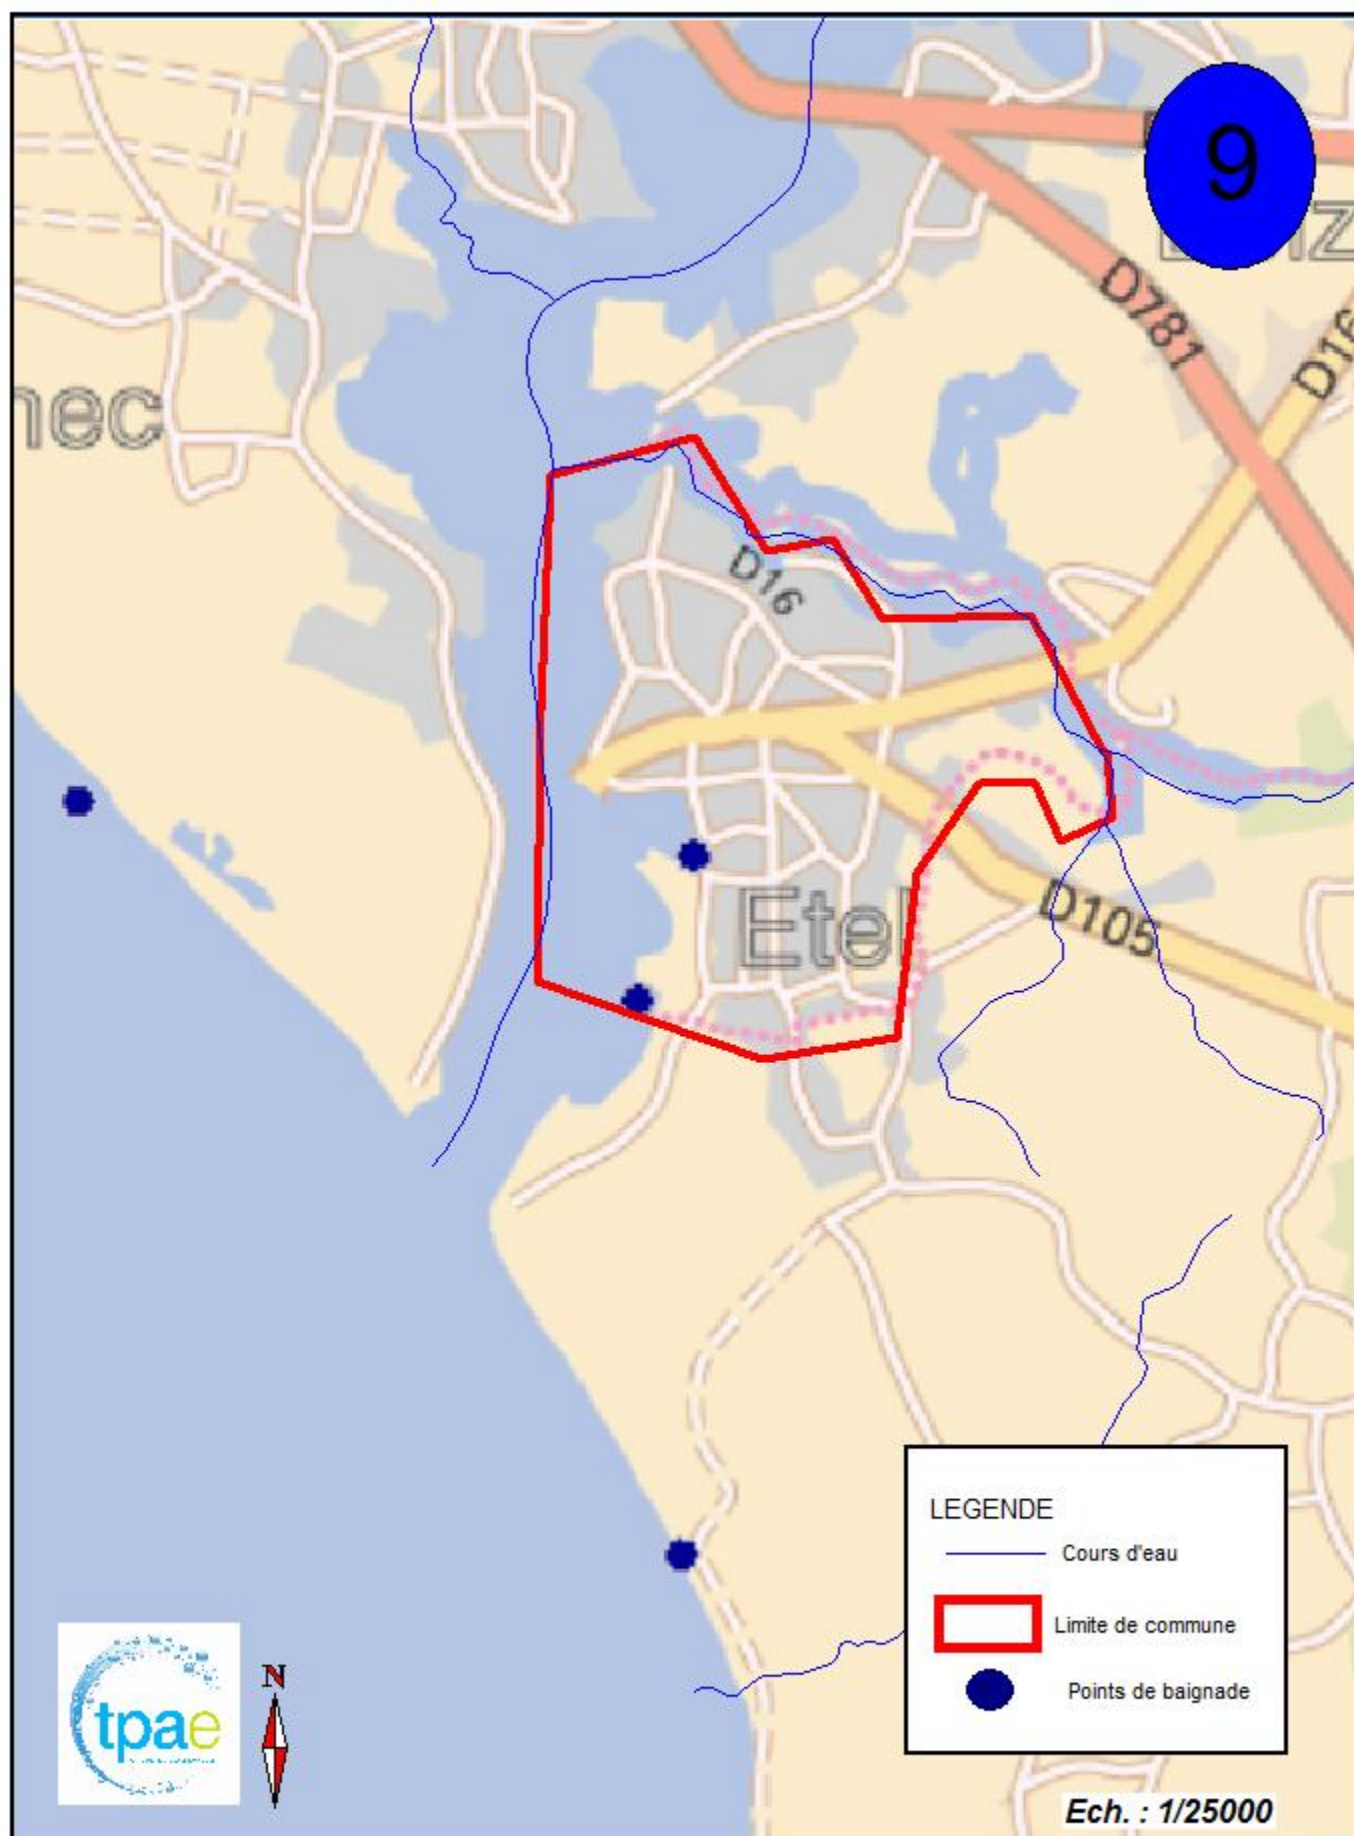 9
D781
D16
nec
D16
Etel
D105
LEGENDE
Cours d'eau
Limite de commune
Points de baignade
N
tpae
Ech. : 1/25000